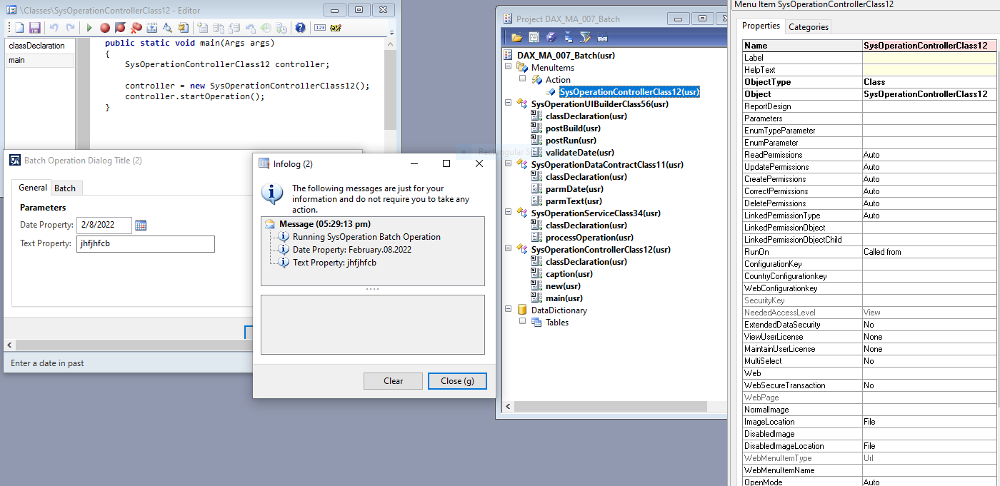 \Classes\SysOperationControllerClass12 - Editor
classDeclaration
main
public static void main(Args args)
{
SysOperationControllerClass12 controller;
controller = new SysOperationControllerClass12();
controller.startOperation();
}
Batch Operation Dialog Title (2)
General Batch
Parameters
Date Property: 2/8/2022
Text Property: jhfjhfcb
Enter a date in past
Infolog (2)
The following messages are just for your
information and do not require you to take any
action.
Message (05:29:13 pm)
Running SysOperation Batch Operation
Date Property: February.08.2022
Text Property: jhfjhfcb
Clear Close (g)
Project DAX_MA_007_Batch
DAX_MA_007_Batch(usr)
MenuItems
Action
SysOperationControllerClass12(usr)
SysOperationUIBuilderClass56(usr)
classDeclaration(usr)
postBuild(usr)
postRun(usr)
Rectangular S
validateDate(usr)
SysOperationDataContractClass11(usr)
classDeclaration(usr)
parmDate(usr)
parmText(usr)
SysOperationServiceClass34(usr)
classDeclaration(usr)
processOperation(usr)
SysOperationControllerClass12(usr)
classDeclaration(usr)
caption(usr)
new(usr)
main(usr)
DataDictionary
Tables
Menu Item SysOperationControllerClass12
Properties Categories
Name SysOperationControllerClass12
Label
HelpText
ObjectType Class
Object SysOperationControllerClass12
ReportDesign
Parameters
EnumTypeParameter
EnumParameter
ReadPermissions Auto
UpdatePermissions Auto
CreatePermissions Auto
CorrectPermissions Auto
DeletePermissions Auto
LinkedPermissionType Auto
LinkedPermissionObject
LinkedPermissionObjectChild
RunOn Called from
ConfigurationKey
CountryConfigurationkey
WebConfigurationkey
SecurityKey
NeededAccessLevel View
ExtendedDataSecurity No
ViewUserLicense None
MaintainUserLicense None
MultiSelect No
Web
WebSecureTransaction No
WebPage
NormalImage
ImageLocation File
DisabledImage
DisabledImageLocation File
WebMenuItemType Url
WebMenuItemName
OpenMode Auto